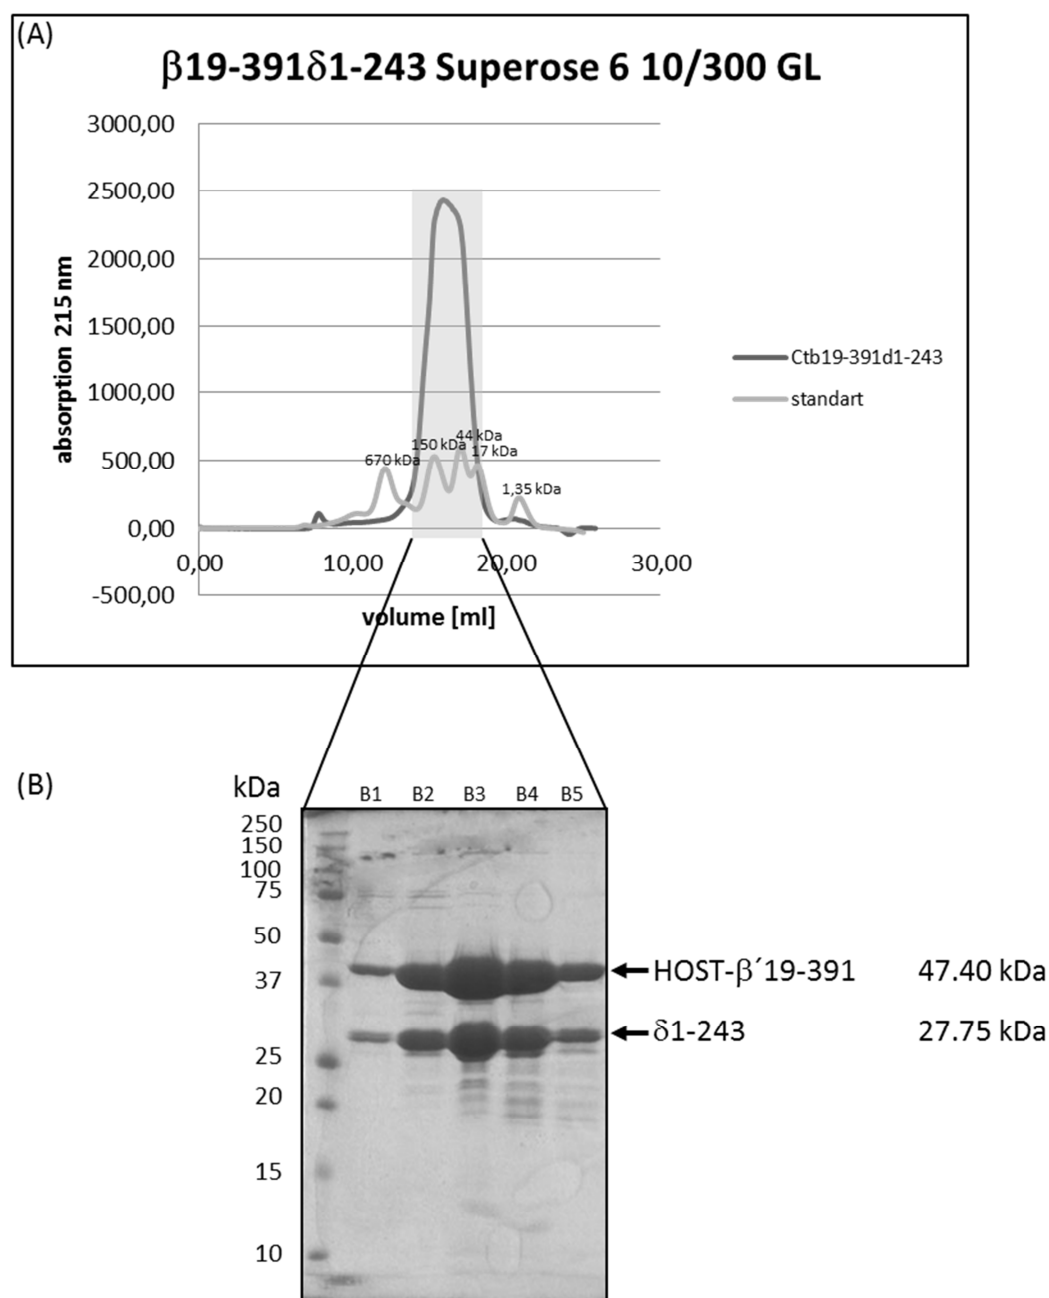 (A)
β19-391δ1-243 Superose 6 10/300 GL
3000,00
2500,00
2000,00
1500,00
1000,00
500,00
0,00
-500,00
absorption 215 nm
670 kDa
150 kDa
44 kDa
17 kDa
1,35 kDa
0,00 10,00 20,00 30,00
volume [ml]
Ctb19-391d1-243
standart
(B)
kDa
B1 B2 B3 B4 B5
250
150
100
75
50
37
25
20
15
10
HOST-β´19-391 47.40 kDa
δ1-243 27.75 kDa